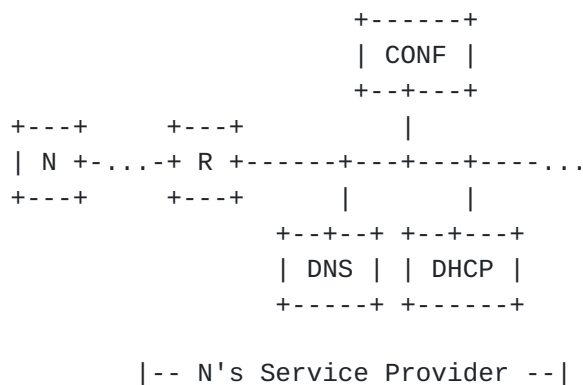 CONF
N R
DNS DHCP
|-- N's Service Provider --|